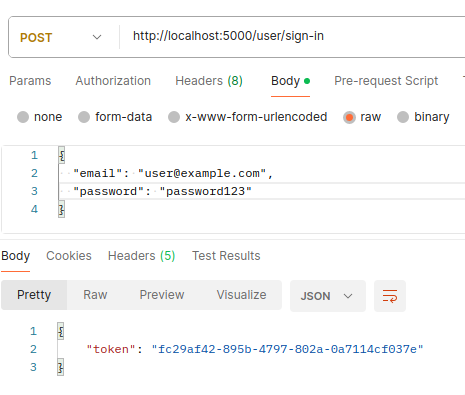 POST http://localhost:5000/user/sign-in
Params Authorization Headers (8) Body Pre-request Script
none form-data x-www-form-urlencoded raw binary
1 {
2 "email": "user@example.com",
3 "password": "password123"
4 }
Body Cookies Headers (5) Test Results
Pretty Raw Preview Visualize JSON
1 {
2 "token": "fc29af42-895b-4797-802a-0a7114cf037e"
3 }